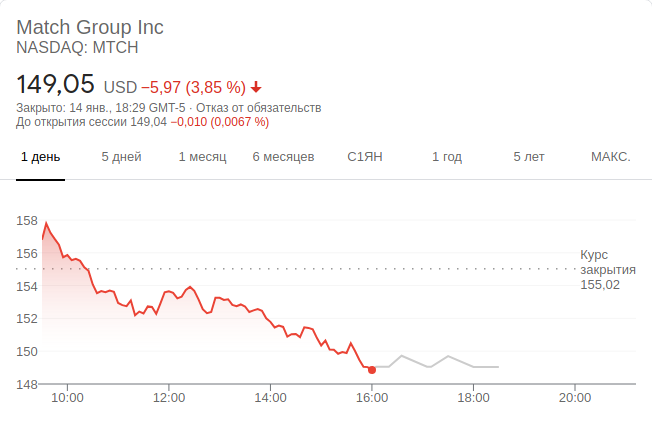 Match Group Inc
NASDAQ: MTCH
149,05 USD −5,97 (3,85 %)
Закрыто: 14 янв., 18:29 GMT-5 · Отказ от обязательств
До открытия сессии 149,04 −0,010 (0,0067 %)
1 день 5 дней 1 месяц 6 месяцев С1ЯН 1 год 5 лет МАКС.
158
156
154
152
150
148
Курс
закрытия
155,02
10:00 12:00 14:00 16:00 18:00 20:00